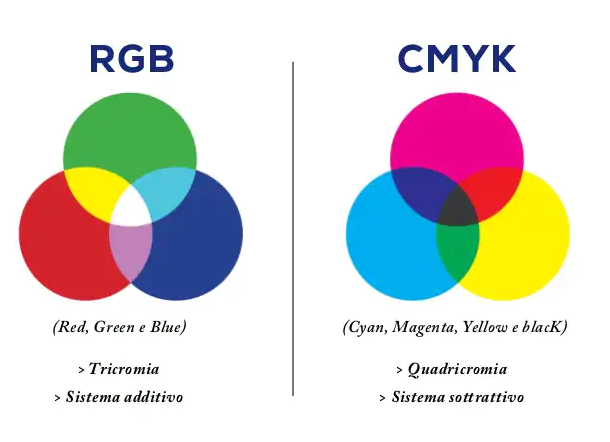 RGB
(Red, Green e Blue)
> Tricromia
> Sistema additivo
CMYK
(Cyan, Magenta, Yellow e blacK)
> Quadricromia
> Sistema sottrattivo